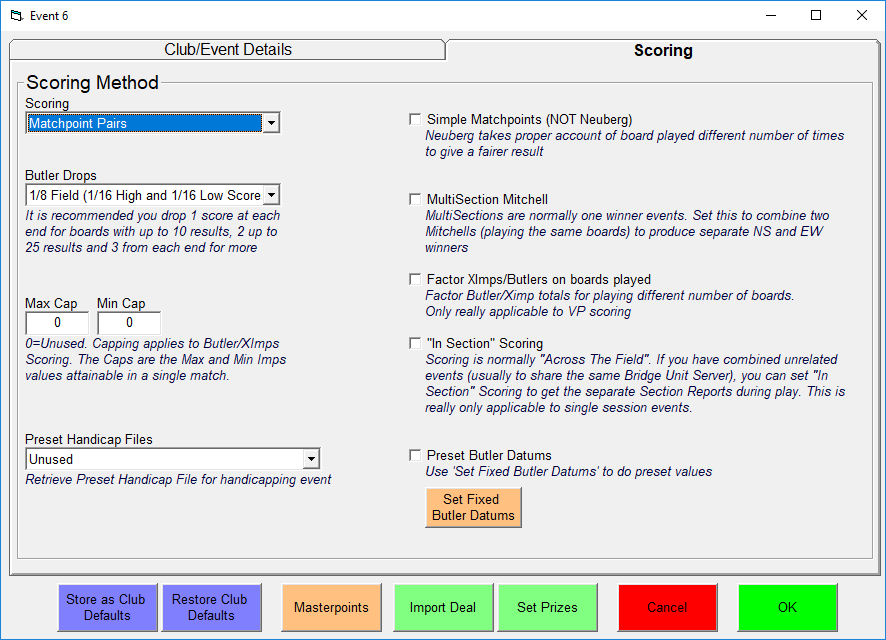 Event 6
Club/Event Details
Scoring
Scoring Method
Scoring
Matchpoint Pairs
Butler Drops
1/8 Field (1/16 High and 1/16 Low Score
It is recommended you drop 1 score at each
end for boards with up to 10 results, 2 up to
25 results and 3 from each end for more
Max Cap
Min Cap
0
0
0=Unused. Capping applies to Butler/XImps
Scoring. The Caps are the Max and Min Imps
values attainable in a single match.
Preset Handicap Files
Unused
Retrieve Preset Handicap File for handicapping event
Simple Matchpoints (NOT Neuberg)
Neuberg takes proper account of board played different number of times
to give a fairer result
MultiSection Mitchell
MultiSections are normally one winner events. Set this to combine two
Mitchells (playing the same boards) to produce separate NS and EW
winners
Factor XImps/Butlers on boards played
Factor Butler/Ximp totals for playing different number of boards.
Only really applicable to VP scoring
"In Section" Scoring
Scoring is normally "Across The Field". If you have combined unrelated
events (usually to share the same Bridge Unit Server), you can set "In
Section" Scoring to get the separate Section Reports during play. This is
really only applicable to single session events.
Preset Butler Datums
Use 'Set Fixed Butler Datums' to do preset values
Set Fixed
Butler Datums
Store as Club
Defaults
Restore Club
Defaults
Masterpoints
Import Deal
Set Prizes
Cancel
OK